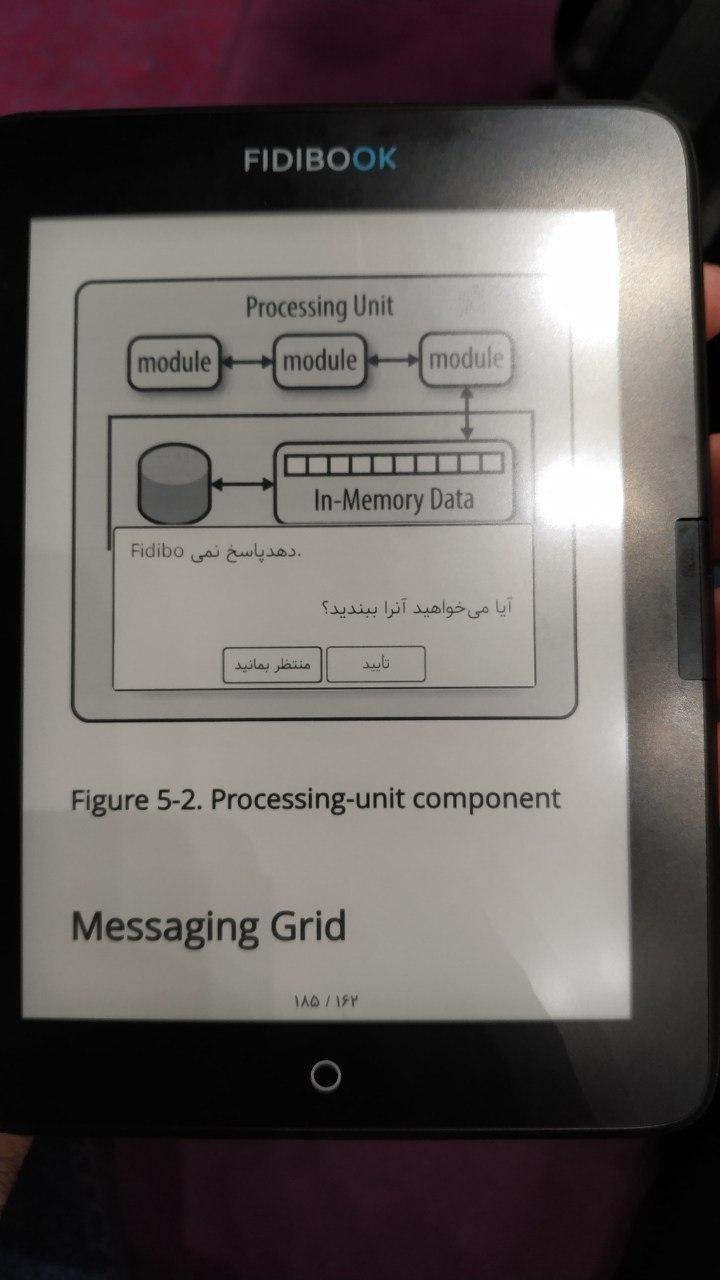 FIDIBOOK
Processing Unit
module module module
In-Memory Data
Fidibo دهدپاسخ نمی.
آیا می‌خواهید آنرا ببندید؟
منتظر بمانید تأیید
Figure 5-2. Processing-unit component
Messaging Grid
۱۸۵ / ۱۶۲